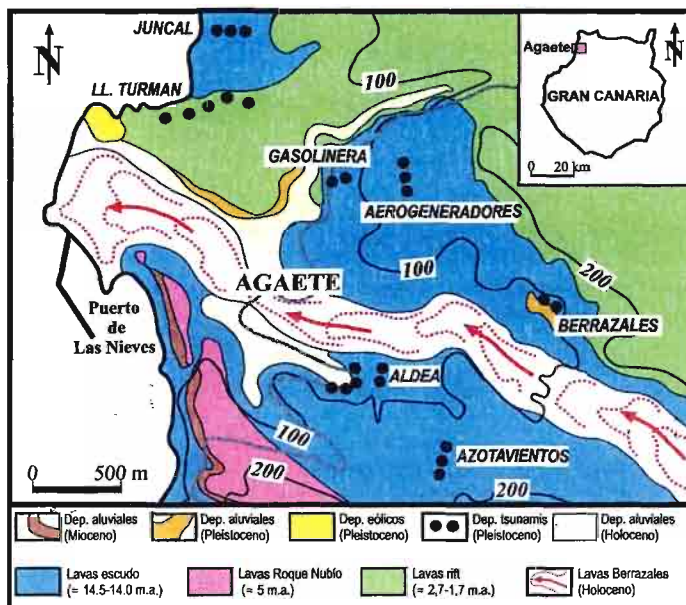 JUNCAL
N
LL. TURMAN
100
Agaete
N
GRAN CANARIA
0 20 km
GASOLINERA
AEROGENERADORES
100
200
AGAETE
Puerto
de
Las Nieves
BERRAZALES
ALDEA
100
AZOTAVIENTOS
200
200
0 500 m
Dep. aluviales
(Mioceno)
Dep. aluviales
(Pleistoceno)
Dep. eólicos
(Pleistoceno)
Dep. tsunamis
(Pleistoceno)
Dep. aluviales
(Holoceno)
Lavas escudo
(≈ 14.5-14.0 m.a.)
Lavas Roque Nublo
(≈ 5 m.a.)
Lavas rift
(≈ 2,7-1,7 m.a.)
Lavas Berrazales
(Holoceno)